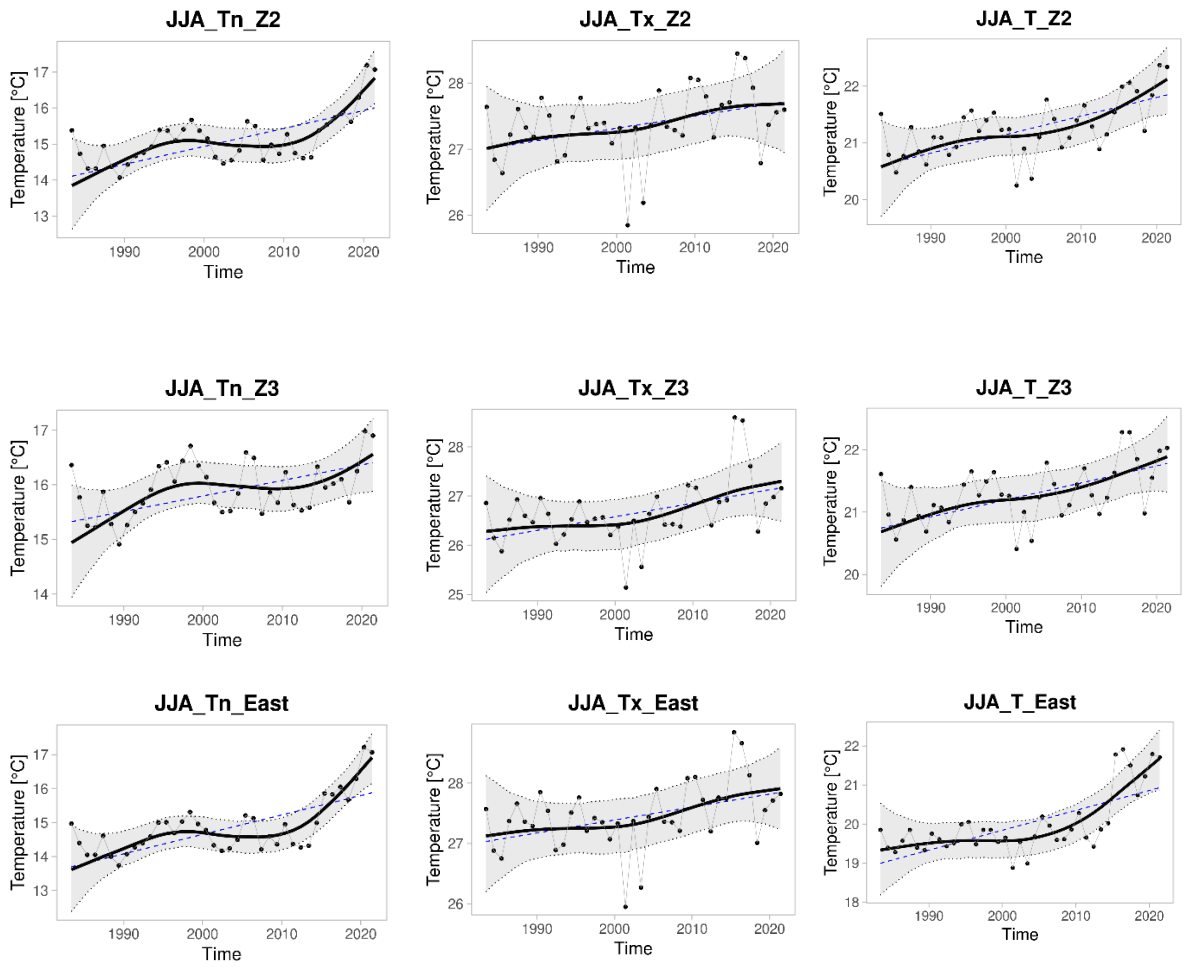 JJA_Tn_Z2
JJA_Tx_Z2
JJA_T_Z2
Temperature [°C]
17
16
15
14
13
1990
2000
2010
2020
Time
Temperature [°C]
28
27
26
1990
2000
2010
2020
Time
Temperature [°C]
22
21
20
1990
2000
2010
2020
Time
JJA_Tn_Z3
JJA_Tx_Z3
JJA_T_Z3
Temperature [°C]
17
16
15
14
1990
2000
2010
2020
Time
Temperature [°C]
28
27
26
25
1990
2000
2010
2020
Time
Temperature [°C]
22
21
20
1990
2000
2010
2020
Time
JJA_Tn_East
JJA_Tx_East
JJA_T_East
Temperature [°C]
17
16
15
14
13
1990
2000
2010
2020
Time
Temperature [°C]
28
27
26
1990
2000
2010
2020
Time
Temperature [°C]
22
21
20
19
18
1990
2000
2010
2020
Time